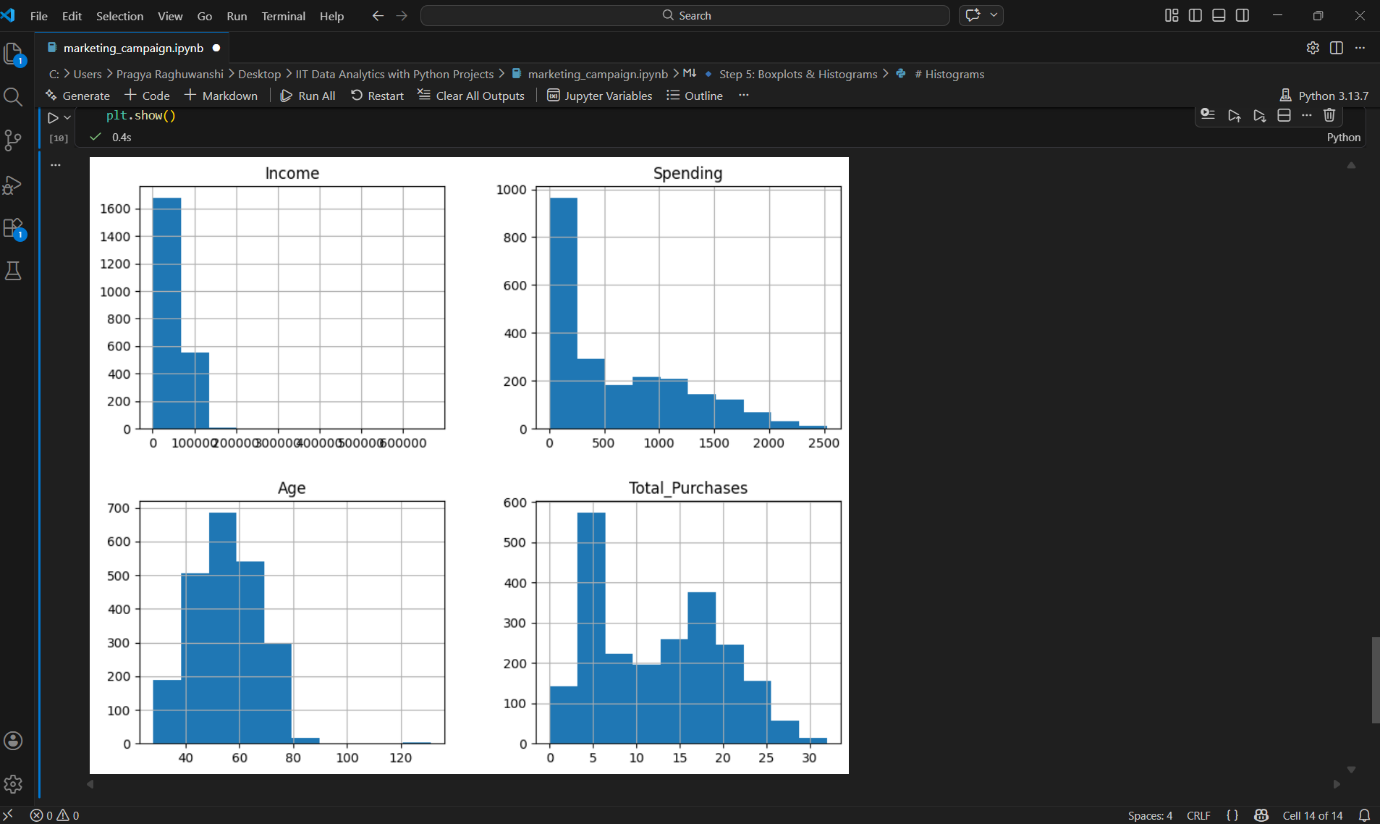 File Edit Selection View Go Run Terminal Help Search
marketing_campaign.ipynb
C: > Users > Pragya Raghuwanshi > Desktop > IIT Data Analytics with Python Projects > marketing_campaign.ipynb > M↓ Step 5: Boxplots & Histograms > # Histograms
Generate + Code + Markdown Run All Restart Clear All Outputs Jupyter Variables Outline ... Python 3.13.7
1
plt.show()
[10] 0.4s Python
...
Income
1600
1400
1200
1000
800
600
400
200
0
0 100000 200000 300000 400000 500000 600000
Spending
1000
800
600
400
200
0
0 500 1000 1500 2000 2500
Age
700
600
500
400
300
200
100
0
40 60 80 100 120
Total_Purchases
600
500
400
300
200
100
0
0 5 10 15 20 25 30
1
0 0 Spaces: 4 CRLF { } Cell 14 of 14